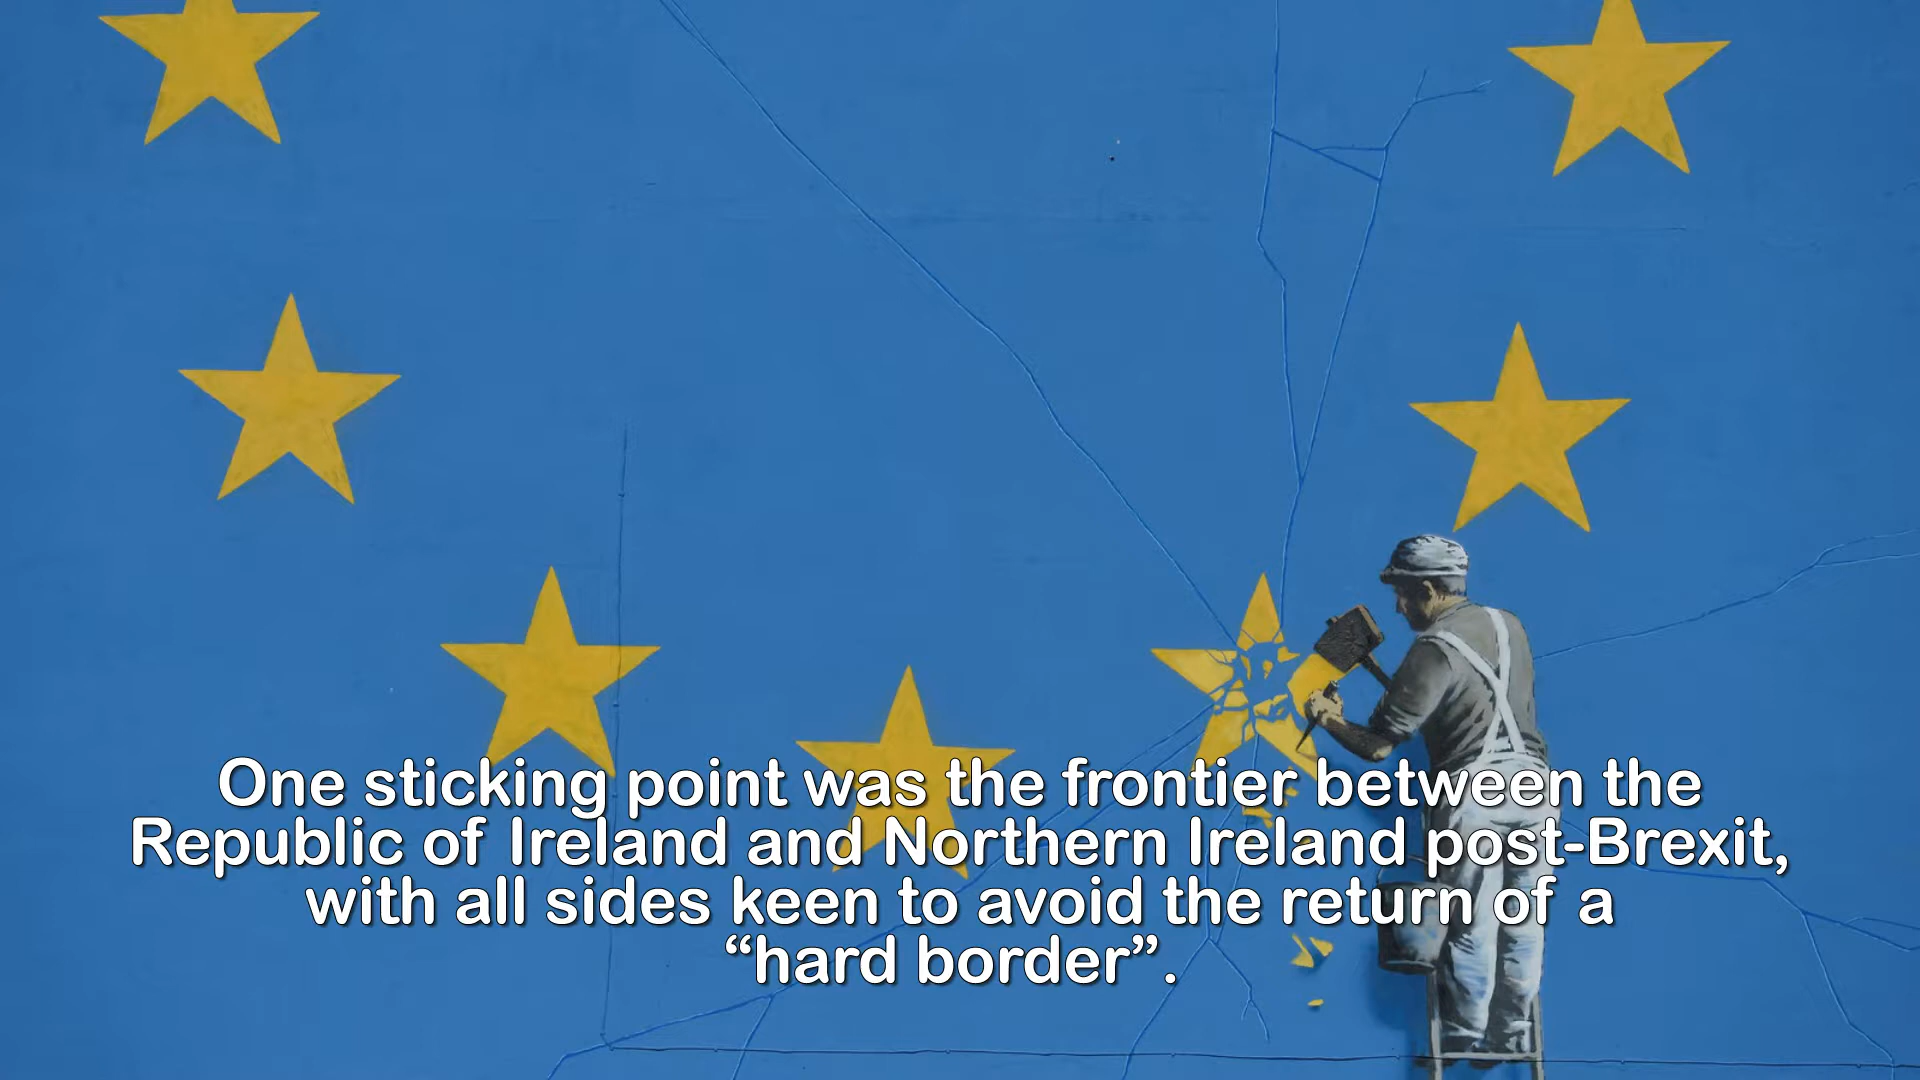 One sticking point was the frontier between the
Republic of Ireland and Northern Ireland post-Brexit,
with all sides keen to avoid the return of a
“hard border”.